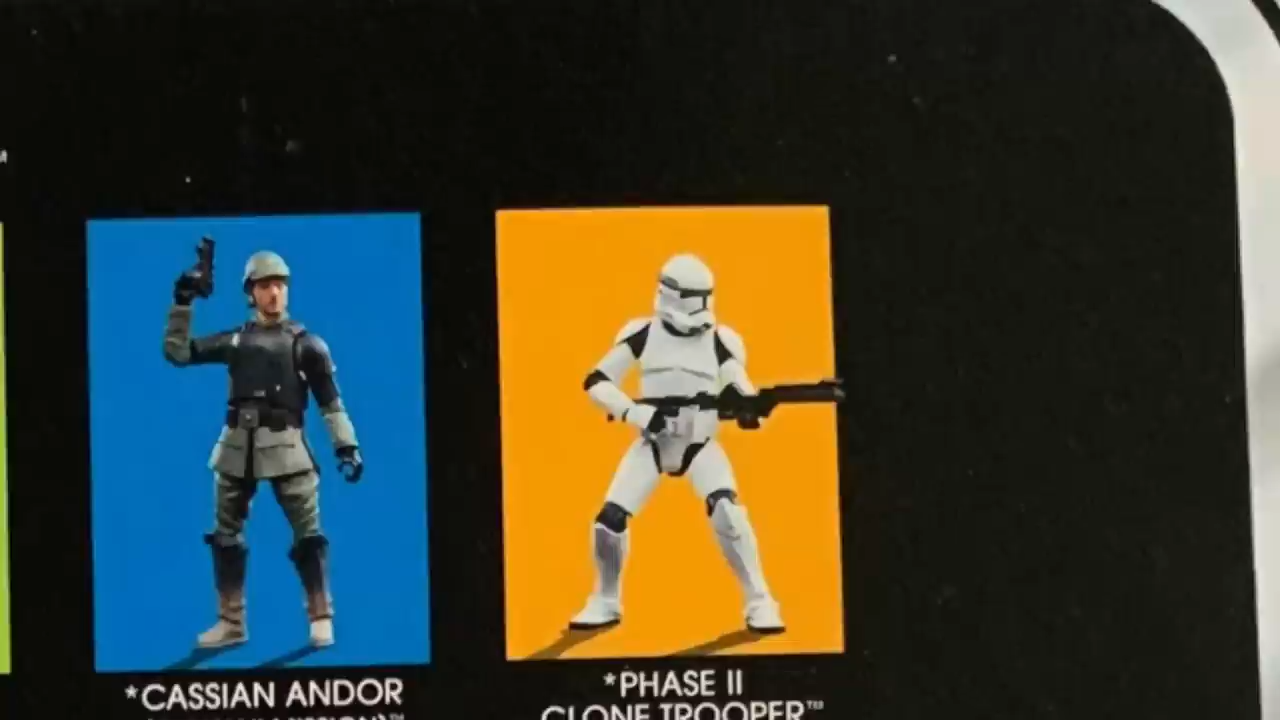 *CASSIAN ANDOR
*PHASE II
CLONE TROOPER™